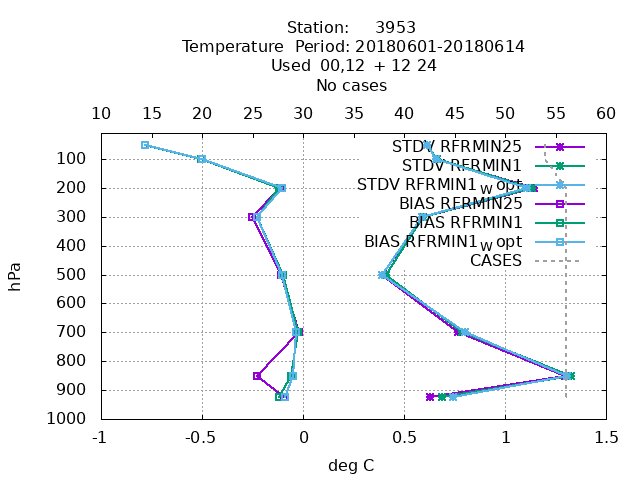 Station: 3953
Temperature Period: 20180601-20180614
Used 00,12 + 12 24
No cases
10 15 20 25 30 35 40 45 50 55 60
STDV RFRMIN25
100
STDV RFRMIN1
STDV RFRMIN1w opt
200
BIAS RFRMIN25
300
BIAS RFRMIN1
BIAS RFRMIN1w opt
400
CASES
hPa
500
600
700
800
900
1000
-1 -0.5 0 0.5 1 1.5
deg C